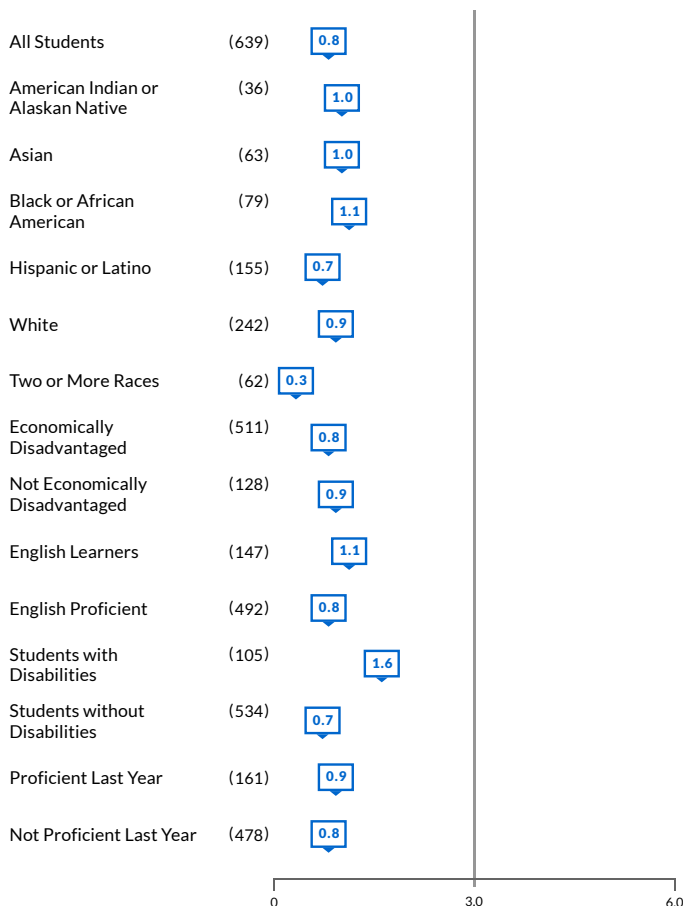 All Students (639) 0.8
American Indian or (36)
Alaskan Native 1.0
Asian (63) 1.0
Black or African (79)
American 1.1
Hispanic or Latino (155) 0.7
White (242) 0.9
Two or More Races (62) 0.3
Economically (511)
Disadvantaged 0.8
Not Economically (128)
Disadvantaged 0.9
English Learners (147) 1.1
English Proficient (492) 0.8
Students with (105)
Disabilities 1.6
Students without (534)
Disabilities 0.7
Proficient Last Year (161) 0.9
Not Proficient Last Year (478) 0.8
0 3.0 6.0